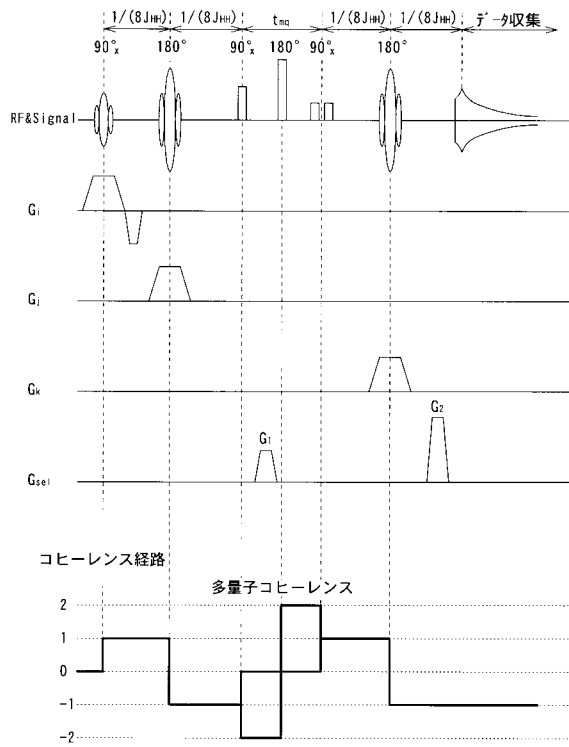 1/(8JHH) 1/(8JHH) tmq 1/(8JHH) 1/(8JHH) データ収集
90°x 180° 90°x 180° 90°x 180°
RF&Signal
Gi
Gj
Gk
G1 G2
Gsel
コヒーレンス経路
多量子コヒーレンス
2
1
0
-1
-2